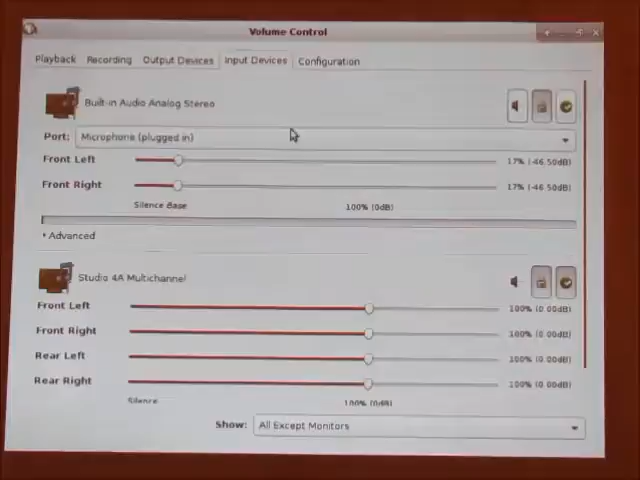 Volume Control
Playback Recording Output Devices Input Devices Configuration
Built-in Audio Analog Stereo
Port: Microphone (plugged in)
Front Left 17% (-46.50dB)
Front Right 17% (-46.50dB)
Silence Base 100% (0dB)
Advanced
Studio 4A Multichannel
Front Left 100% (0.00dB)
Front Right 100% (0.00dB)
Rear Left 100% (0.00dB)
Rear Right 100% (0.00dB)
Silence 100% (0dB)
Show: All Except Monitors